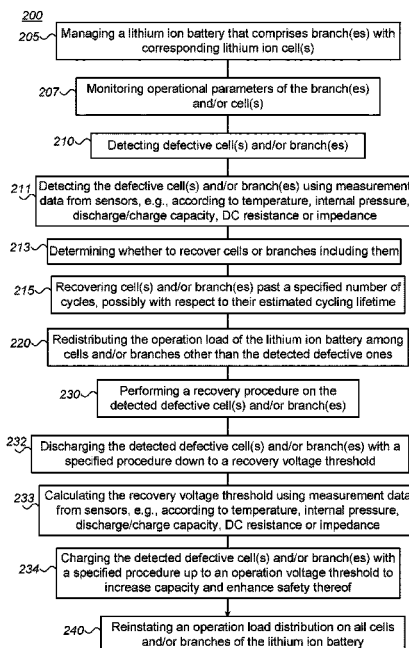 200
205
Managing a lithium ion battery that comprises branch(es) with
corresponding lithium ion cell(s)
207
Monitoring operational parameters of the branch(es)
and/or cell(s)
210
Detecting defective cell(s) and/or branch(es)
211
Detecting the defective cell(s) and/or branch(es) using measurement
data from sensors, e.g., according to temperature, internal pressure,
discharge/charge capacity, DC resistance or impedance
213
Determining whether to recover cells or branches including them
215
Recovering cell(s) and/or branch(es) past a specified number of
cycles, possibly with respect to their estimated cycling lifetime
220
Redistributing the operation load of the lithium ion battery among
cells and/or branches other than the detected defective ones
230
Performing a recovery procedure on the
detected defective cell(s) and/or branch(es)
232
Discharging the detected defective cell(s) and/or branch(es) with a
specified procedure down to a recovery voltage threshold
233
Calculating the recovery voltage threshold using measurement data
from sensors, e.g., according to temperature, internal pressure,
discharge/charge capacity, DC resistance or impedance
234
Charging the detected defective cell(s) and/or branch(es) with
a specified procedure up to an operation voltage threshold to
increase capacity and enhance safety thereof
240
Reinstating an operation load distribution on all cells
and/or branches of the lithium ion battery